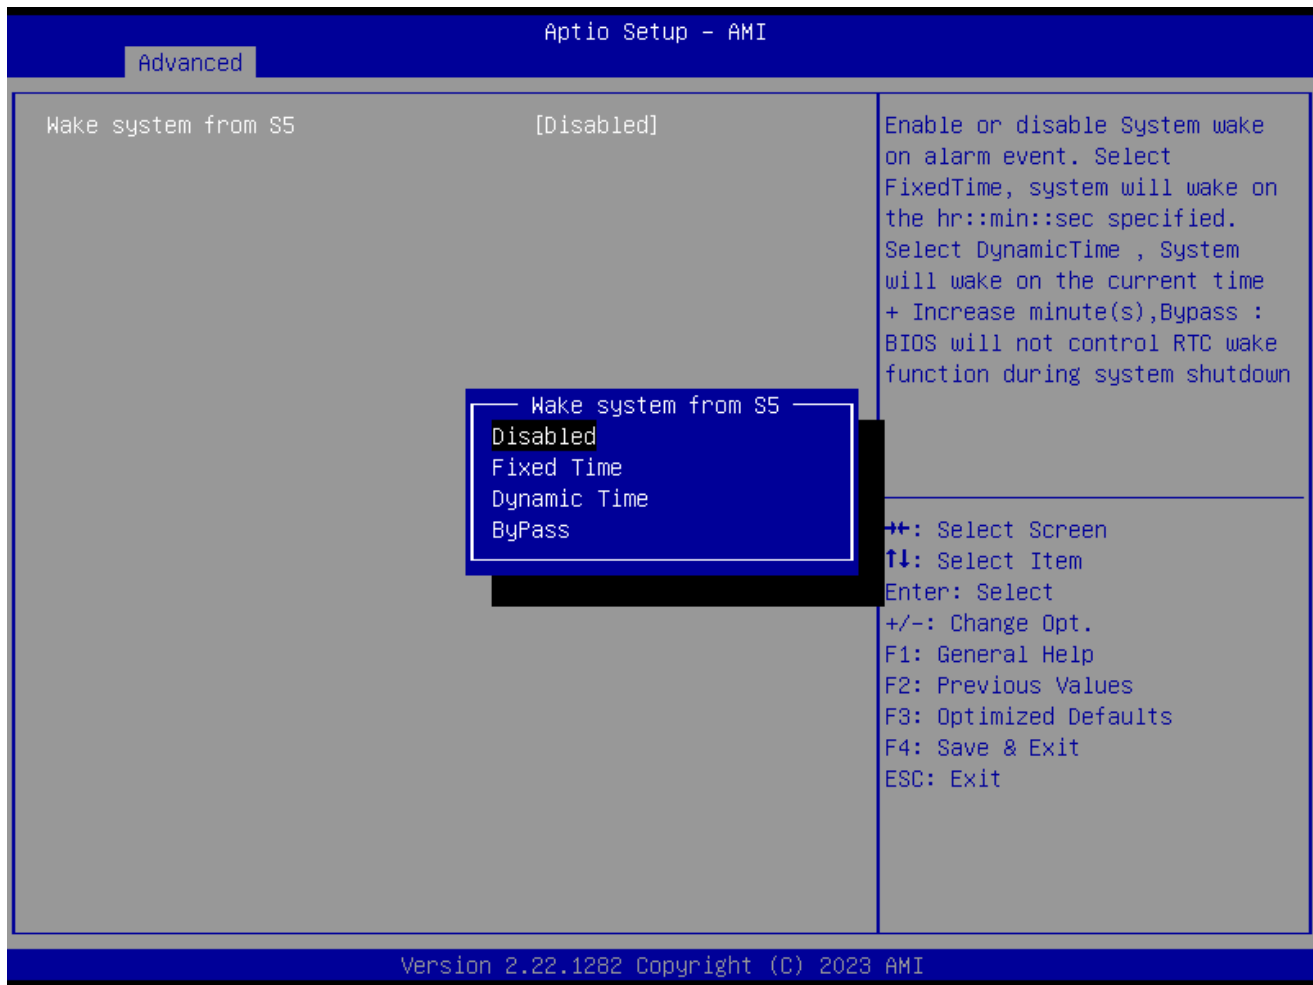 Aptio Setup – AMI
Advanced
Wake system from S5 [Disabled]
Enable or disable System wake
on alarm event. Select
FixedTime, system will wake on
the hr::min::sec specified.
Select DynamicTime , System
will wake on the current time
+ Increase minute(s),Bypass :
BIOS will not control RTC wake
function during system shutdown
Wake system from S5
Disabled
Fixed Time
Dynamic Time
ByPass
→←: Select Screen
↑↓: Select Item
Enter: Select
+/-: Change Opt.
F1: General Help
F2: Previous Values
F3: Optimized Defaults
F4: Save & Exit
ESC: Exit
Version 2.22.1282 Copyright (C) 2023 AMI